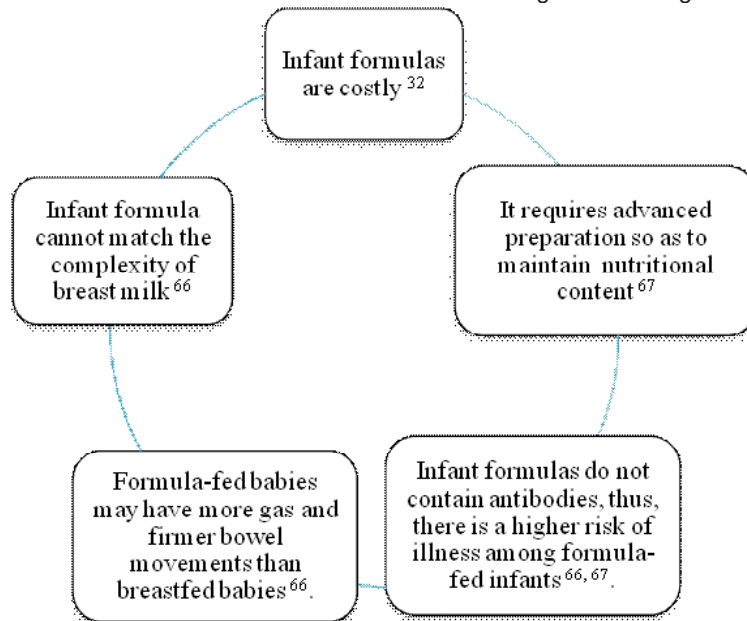 Infant formulas
are costly 32
It requires advanced
preparation so as to
maintain nutritional
content 67
Infant formulas do not
contain antibodies, thus,
there is a higher risk of
illness among formula-
fed infants 66, 67.
Formula-fed babies
may have more gas and
firmer bowel
movements than
breastfed babies 66.
Infant formula
cannot match the
complexity of
breast milk 66